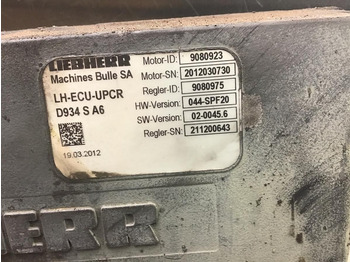 LIEBHERR
Machines Bulle SA
LH-ECU-UPCR
D934 S A6
19.03.2012
Motor-ID: 9080923
Motor-SN: 2012030730
Regler-ID: 9080975
HW-Version: 044-SPF20
SW-Version: 02-0045.6
Regler-SN: 211200643
HERR